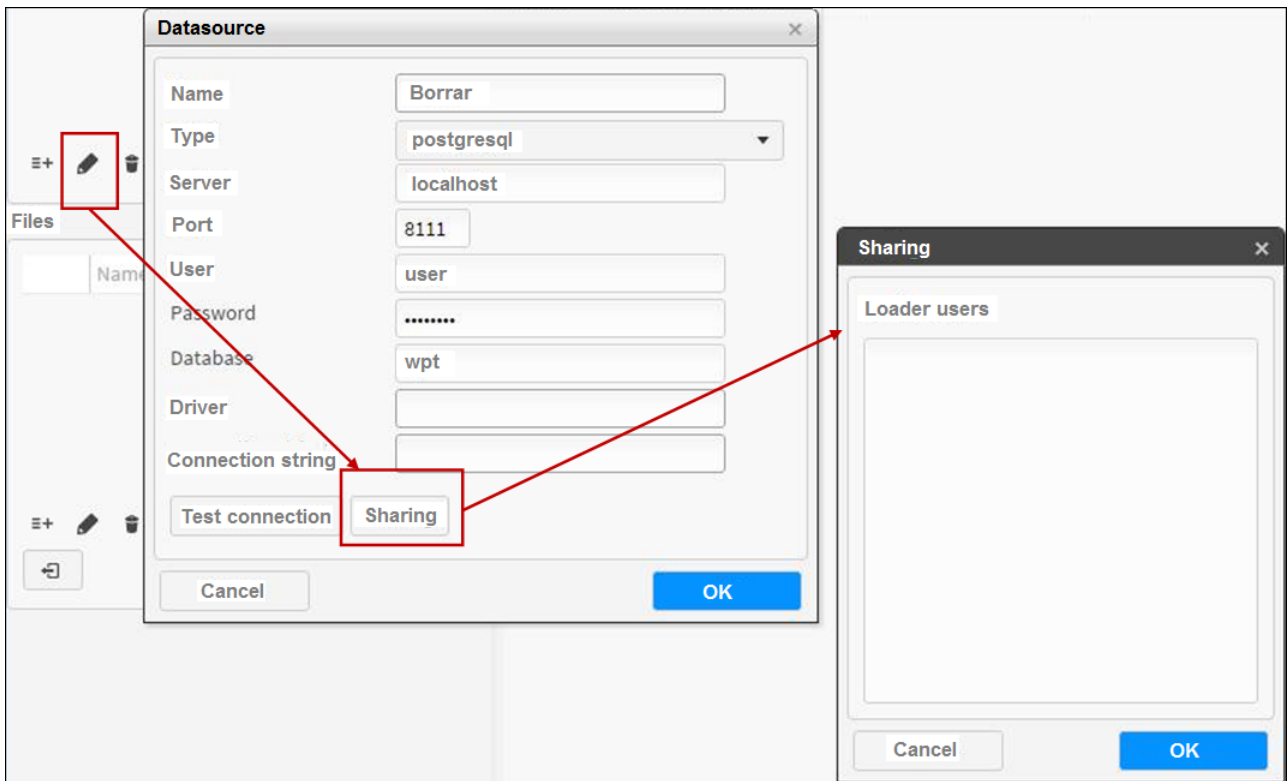 Datasource
Name
Borrar
Type
postgresql
Server
localhost
Files
Port
8111
Name
User
user
Password
••••••••
Database
wpt
Driver
Connection string
Test connection
Sharing
Cancel
OK
Sharing
Loader users
Cancel
OK